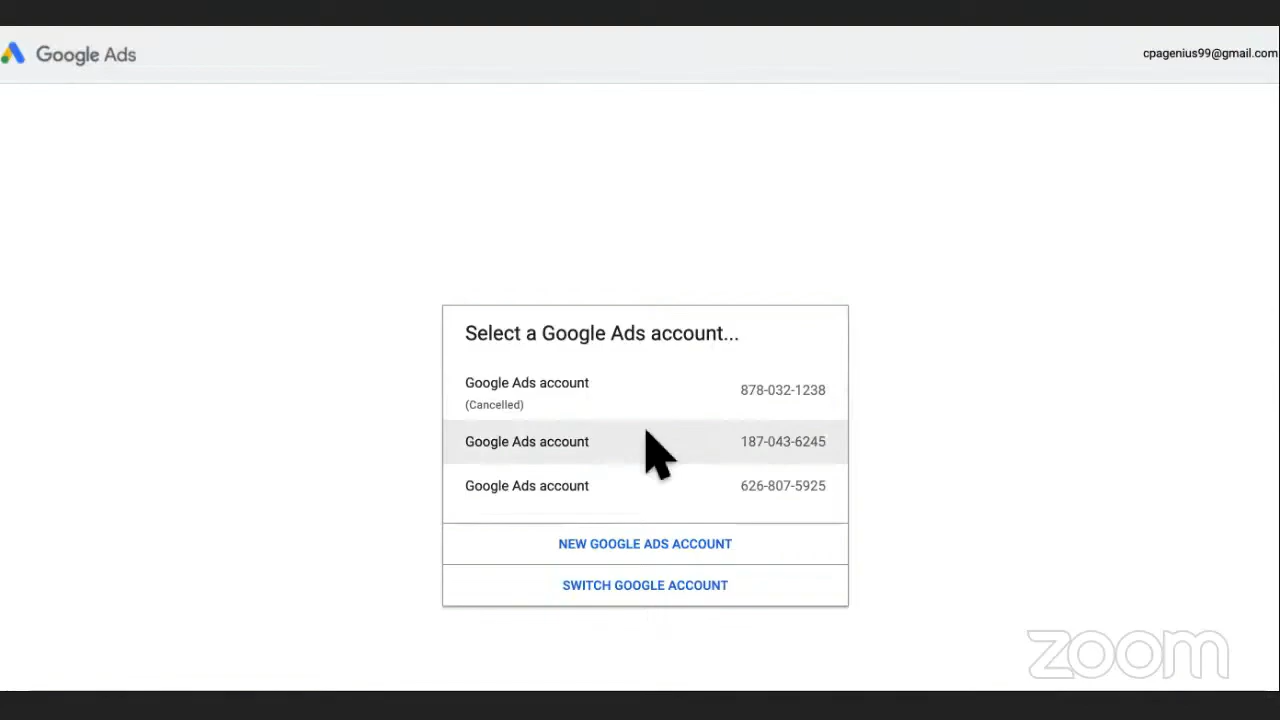 Google Ads
cpagenius99@gmail.com
Select a Google Ads account...
Google Ads account
878-032-1238
(Cancelled)
Google Ads account
187-043-6245
Google Ads account
626-807-5925
NEW GOOGLE ADS ACCOUNT
SWITCH GOOGLE ACCOUNT
zoom